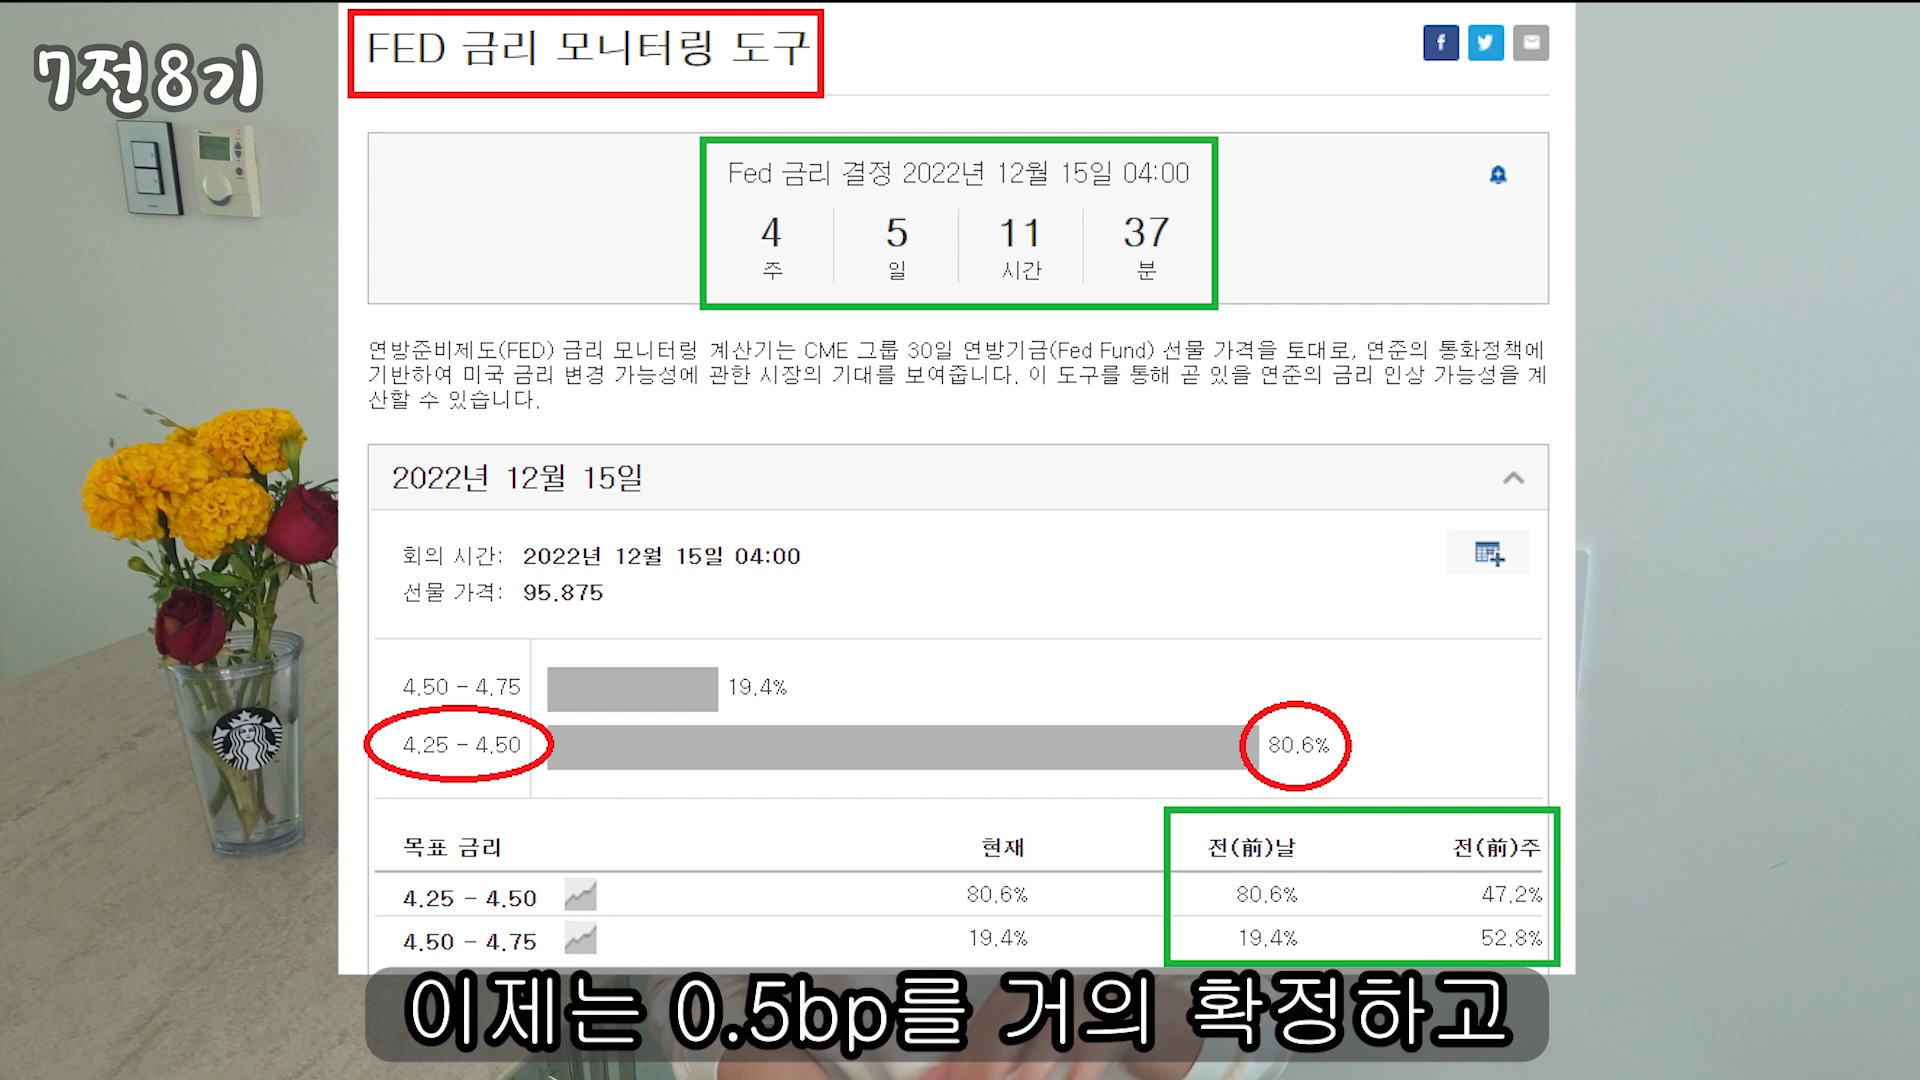 7전8기
FED 금리 모니터링 도구
Fed 금리 결정 2022년 12월 15일 04:00
4 5 11 37
주 일 시간 분
연방준비제도(FED) 금리 모니터링 계산기는 CME 그룹 30일 연방기금(Fed Fund) 선물 가격을 토대로, 연준의 통화정책에
기반하여 미국 금리 변경 가능성에 관한 시장의 기대를 보여줍니다. 이 도구를 통해 곧 있을 연준의 금리 인상 가능성을 계
산할 수 있습니다.
2022년 12월 15일
회의 시간: 2022년 12월 15일 04:00
선물 가격: 95.875
4.50 - 4.75 19.4%
4.25 - 4.50 80.6%
목표 금리 현재 전(前)날 전(前)주
4.25 - 4.50 80.6% 80.6% 47.2%
4.50 - 4.75 19.4% 19.4% 52.8%
이제는 0.5bp를 거의 확정하고